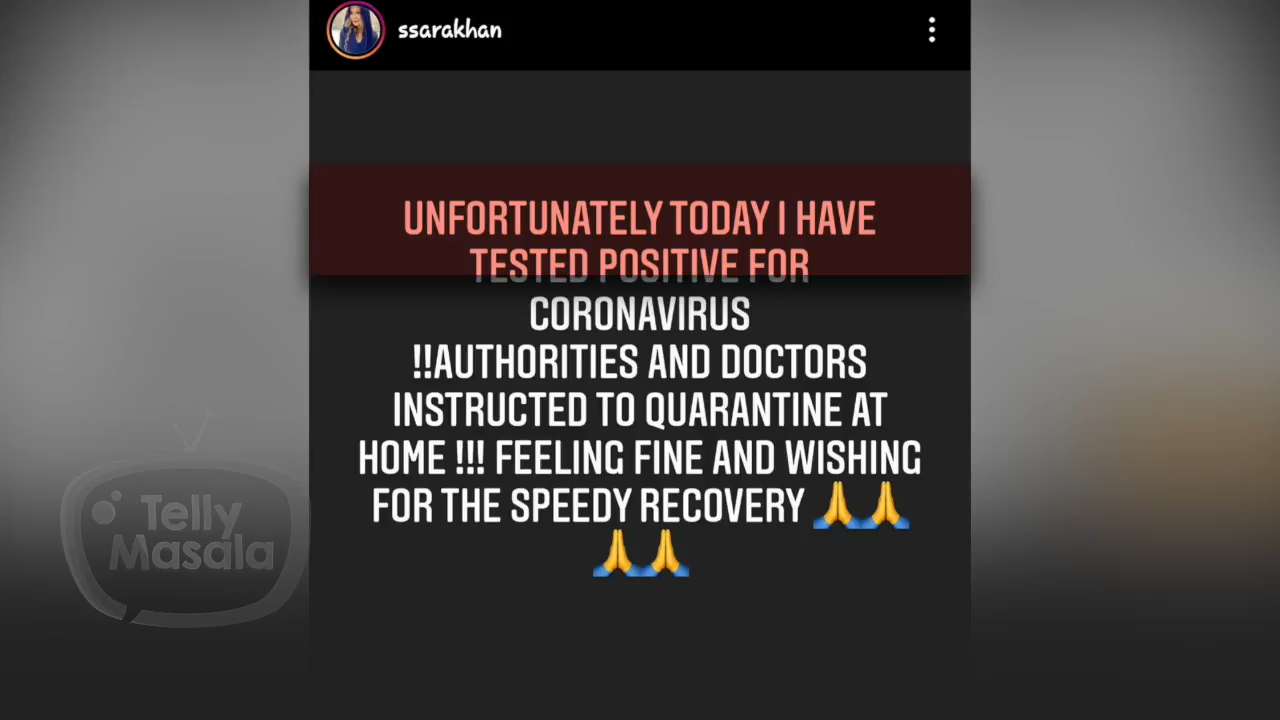 ssarakhan
UNFORTUNATELY TODAY I HAVE
TESTED POSITIVE FOR
CORONAVIRUS
!!AUTHORITIES AND DOCTORS
INSTRUCTED TO QUARANTINE AT
HOME !!! FEELING FINE AND WISHING
FOR THE SPEEDY RECOVERY 🙏🙏
🙏🙏
Telly
Masala